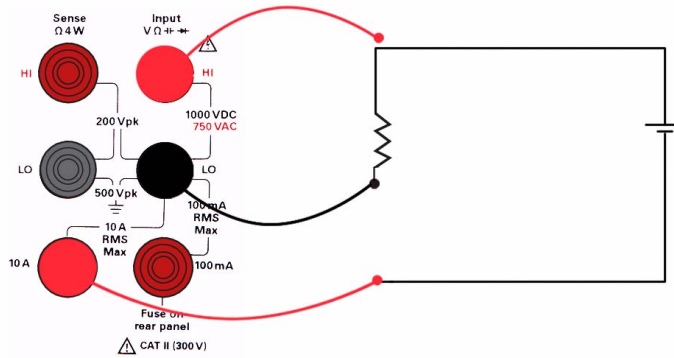 Sense
Ω 4 W
Input
V Ω ⊣⊢ ➔⊢
HI
HI
1000 VDC
750 VAC
200 Vpk
LO
LO
500 Vpk
100 mA
RMS
Max
10 A
RMS
Max
10 A
100 mA
Fuse on
rear panel
CAT II (300 V)